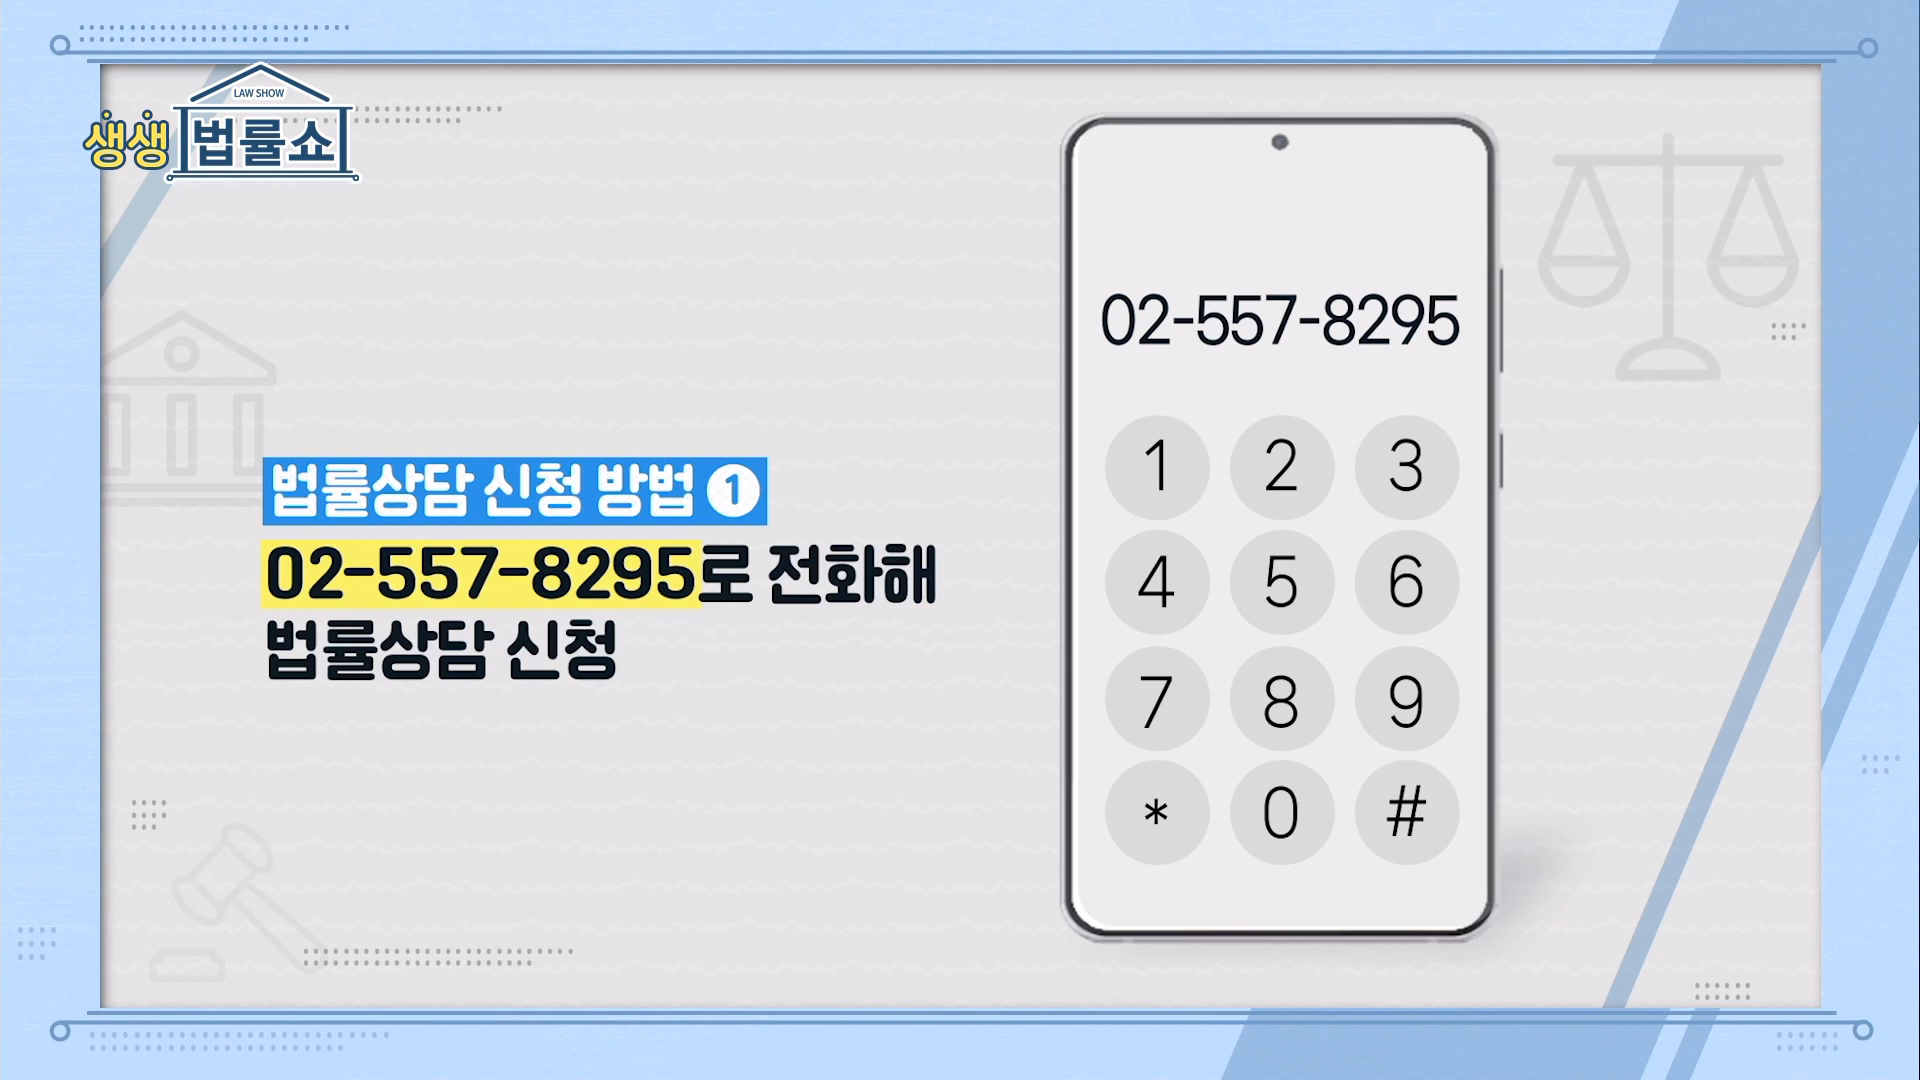 LAW SHOW
생생 법률쇼
법률상담 신청 방법 ❶
02-557-8295로 전화해
법률상담 신청
02-557-8295
1 2 3
4 5 6
7 8 9
* 0 #